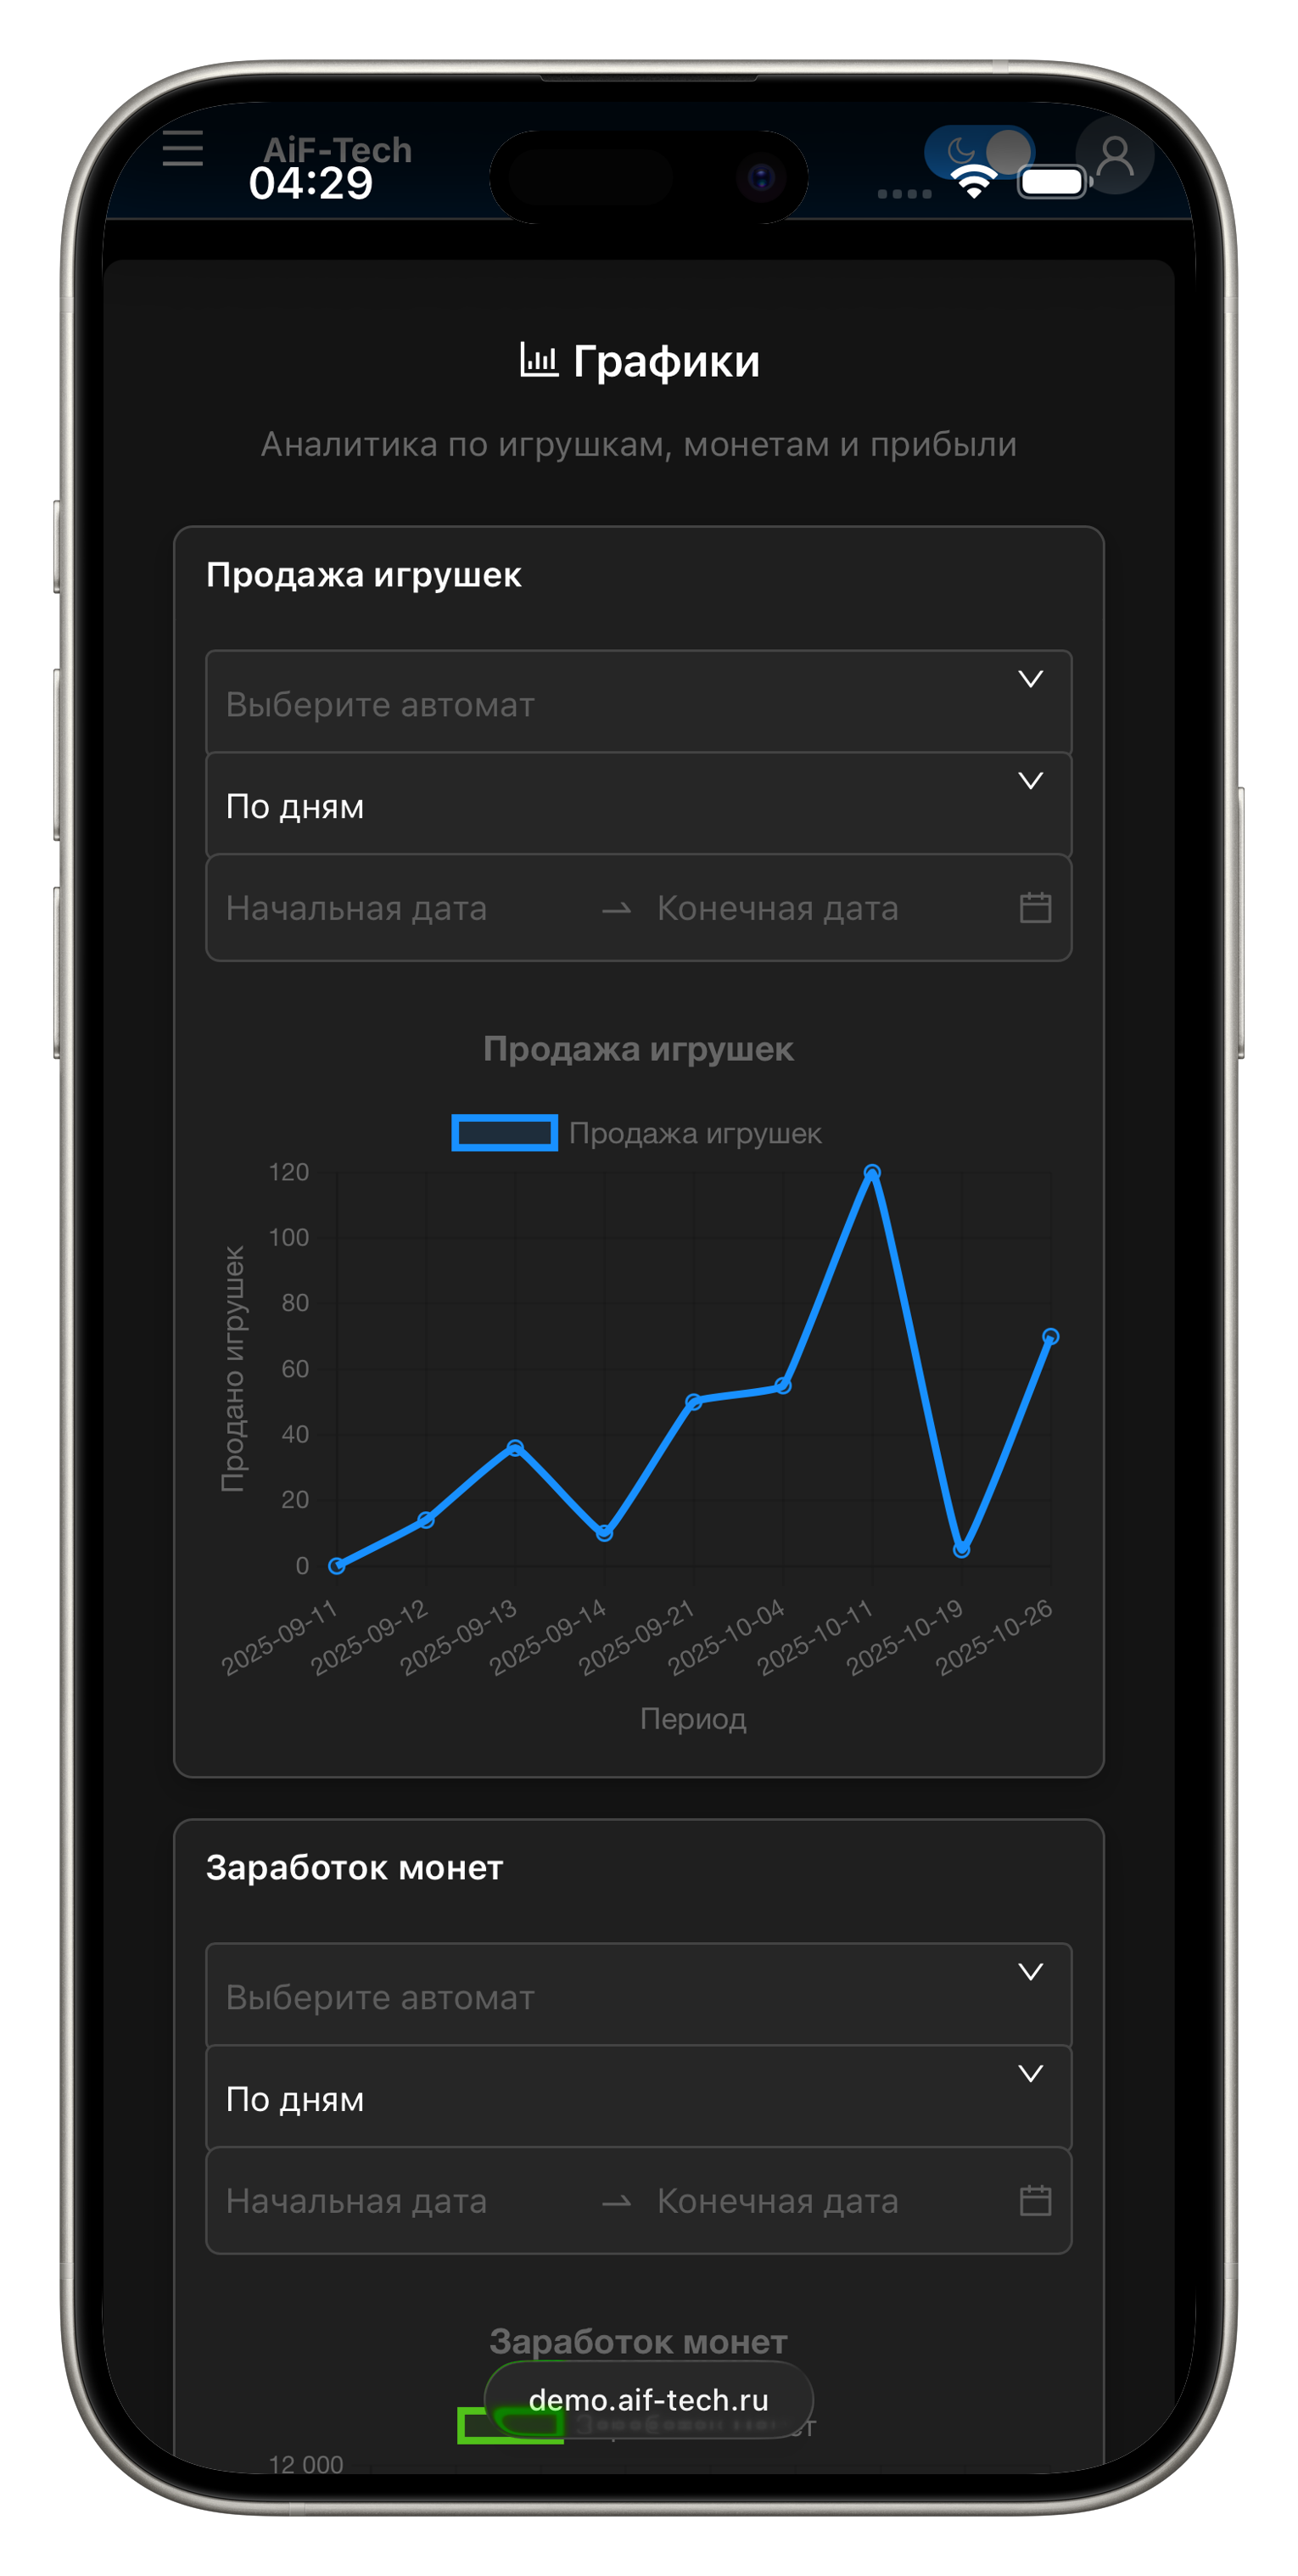 AiF-Tech
04:29
Графики
Аналитика по игрушкам, монетам и прибыли
Продажа игрушек
Выберите автомат
По дням
Начальная дата Конечная дата
Продажа игрушек
Продажа игрушек
120
100
80
60
40
20
0
Продано игрушек
2025-09-11 2025-09-12 2025-09-13 2025-09-14 2025-09-21 2025-10-04 2025-10-11 2025-10-19 2025-10-26
Период
Заработок монет
Выберите автомат
По дням
Начальная дата Конечная дата
Заработок монет
demo.aif-tech.ru
12 000